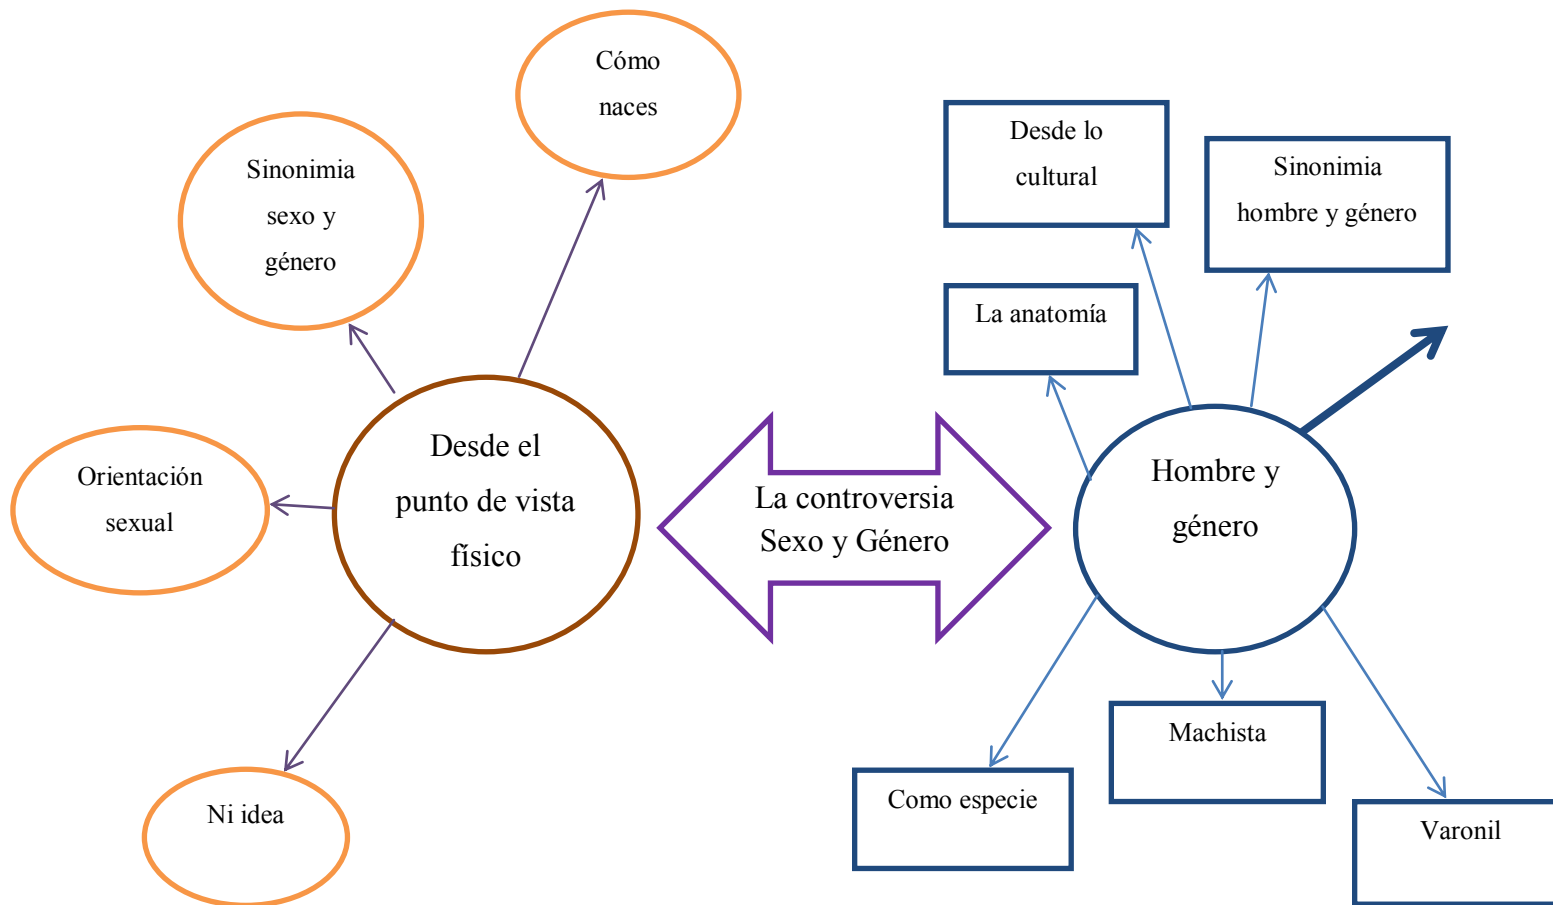 Cómo
naces
Sinonimia
sexo y
género
Orientación
sexual
Desde el
punto de vista
físico
Ni idea
La controversia
Sexo y Género
Desde lo
cultural
Sinonimia
hombre y género
La anatomía
Hombre y
género
Como especie
Machista
Varonil